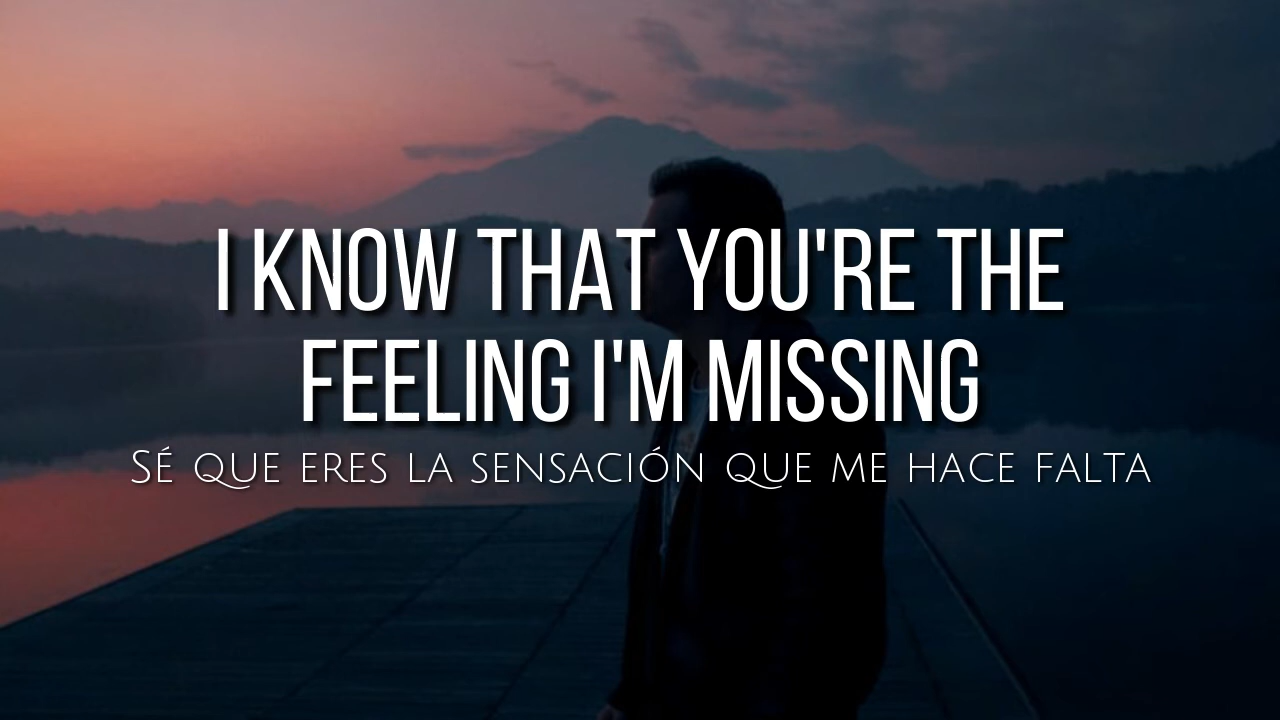 I KNOW THAT YOU'RE THE
FEELING I'M MISSING
SÉ QUE ERES LA SENSACIÓN QUE ME HACE FALTA